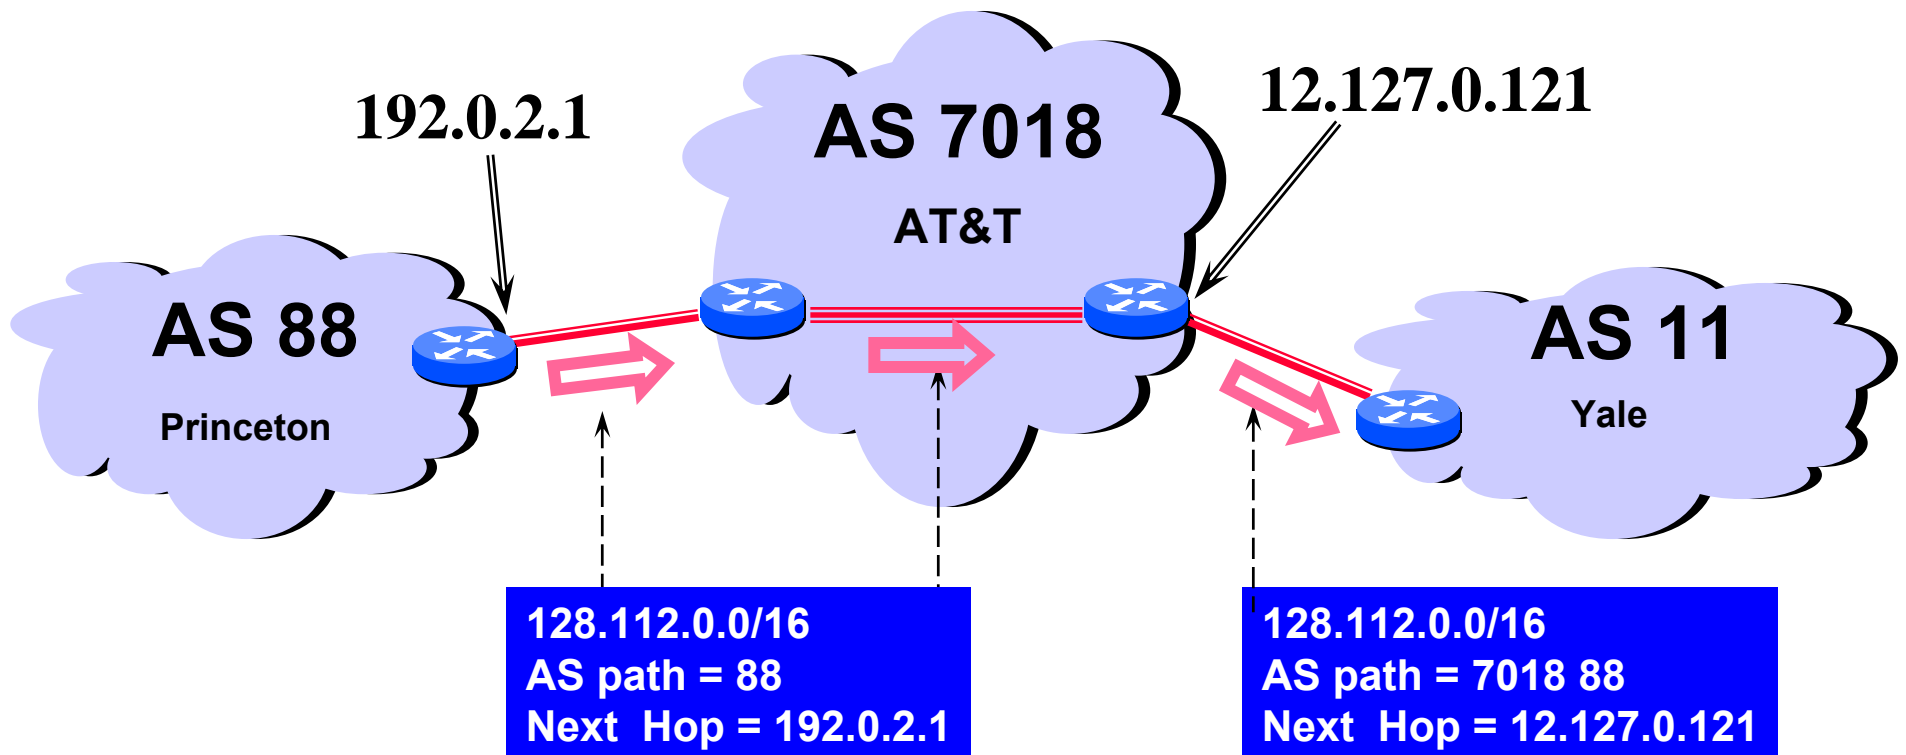 192.0.2.1
12.127.0.121
AS 7018
AT&T
AS 88
Princeton
AS 11
Yale
128.112.0.0/16
AS path = 88
Next Hop = 192.0.2.1
128.112.0.0/16
AS path = 7018 88
Next Hop = 12.127.0.121